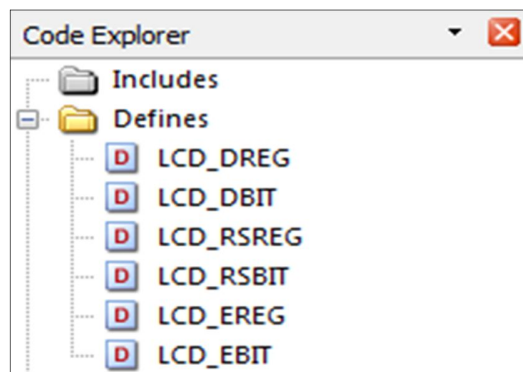 Code Explorer
Includes
Defines
D LCD_DREG
D LCD_DBIT
D LCD_RSREG
D LCD_RSBIT
D LCD_EREG
D LCD_EBIT